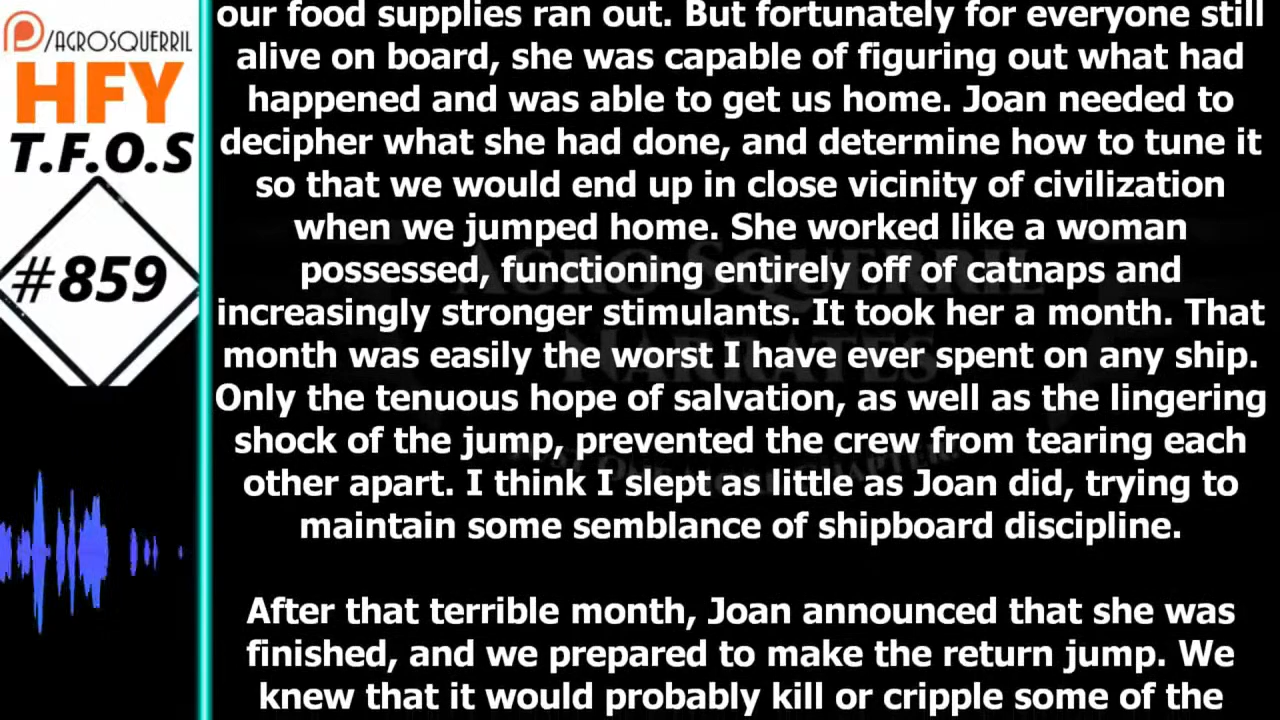 /AGROSQUERRIL
HFY
T.F.O.S
#859
our food supplies ran out. But fortunately for everyone still
alive on board, she was capable of figuring out what had
happened and was able to get us home. Joan needed to
decipher what she had done, and determine how to tune it
so that we would end up in close vicinity of civilization
when we jumped home. She worked like a woman
possessed, functioning entirely off of catnaps and
increasingly stronger stimulants. It took her a month. That
month was easily the worst I have ever spent on any ship.
Only the tenuous hope of salvation, as well as the lingering
shock of the jump, prevented the crew from tearing each
other apart. I think I slept as little as Joan did, trying to
maintain some semblance of shipboard discipline.
After that terrible month, Joan announced that she was
finished, and we prepared to make the return jump. We
knew that it would probably kill or cripple some of the
AGRO SQUERRIL
NARRATES